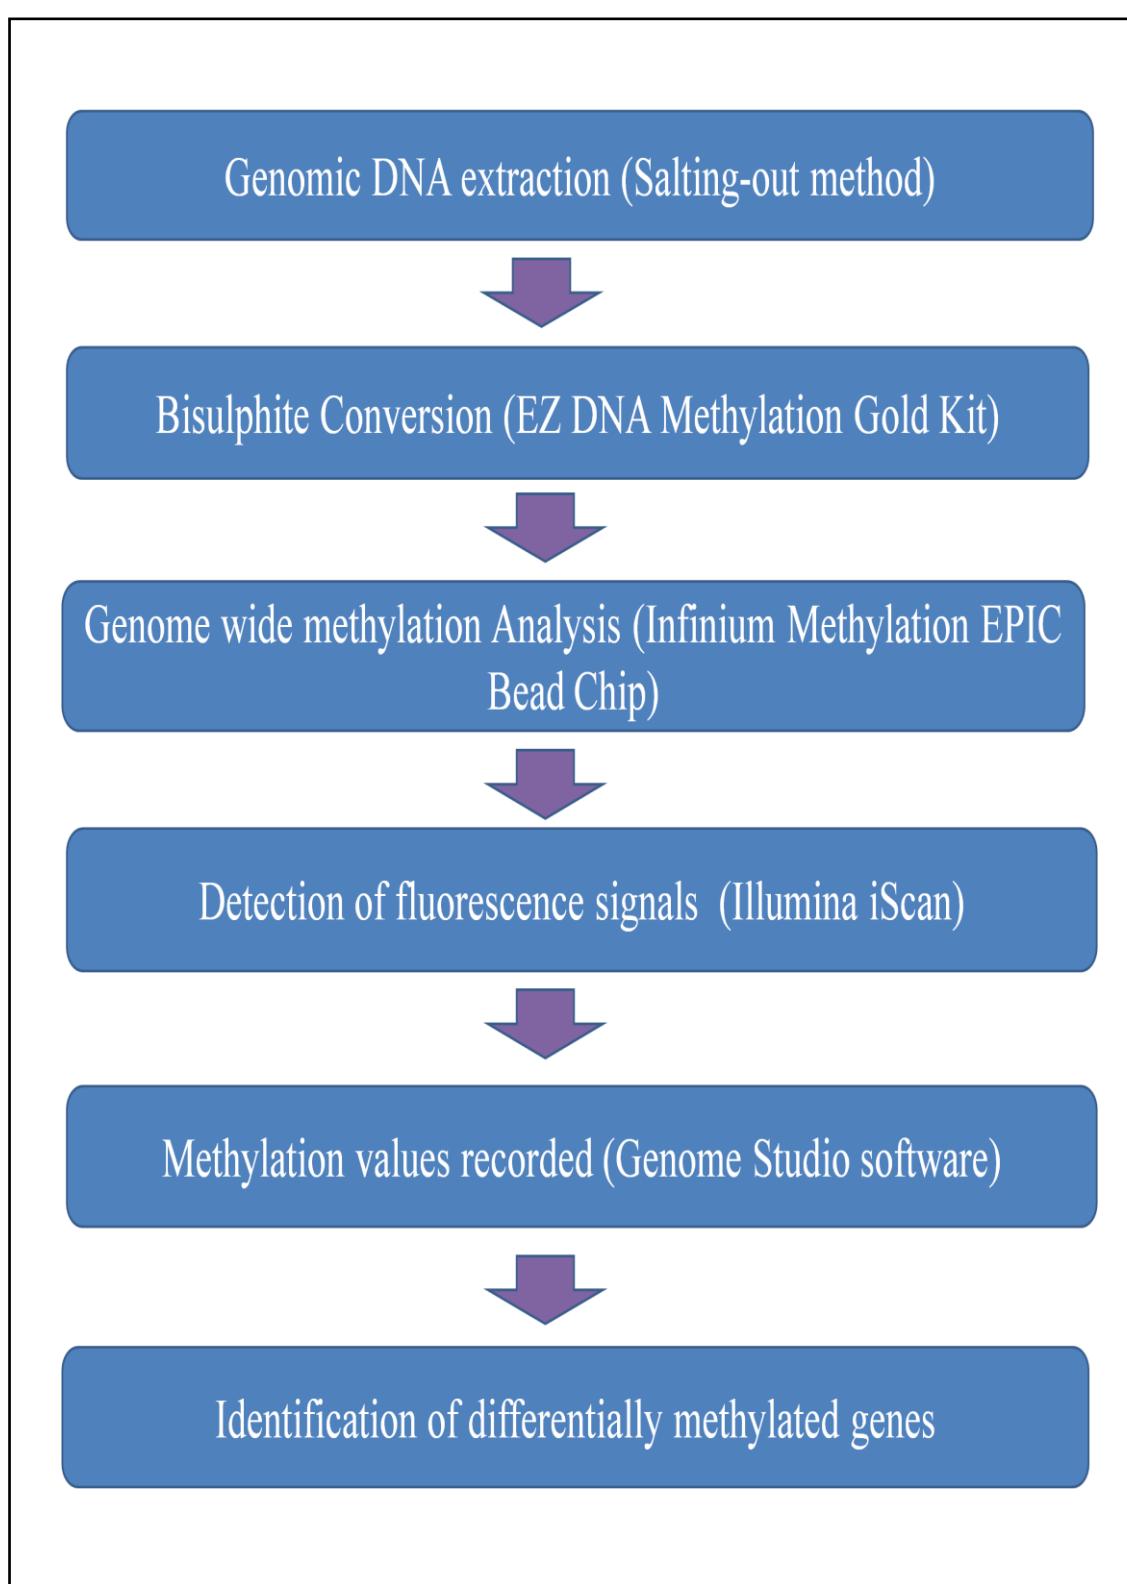 Genomic DNA extraction (Salting-out method)
Bisulphite Conversion (EZ DNA Methylation Gold Kit)
Genome wide methylation Analysis (Infinium Methylation EPIC
Bead Chip)
Detection of fluorescence signals  (Illumina iScan)
Methylation values recorded (Genome Studio software)
Identification of differentially methylated genes